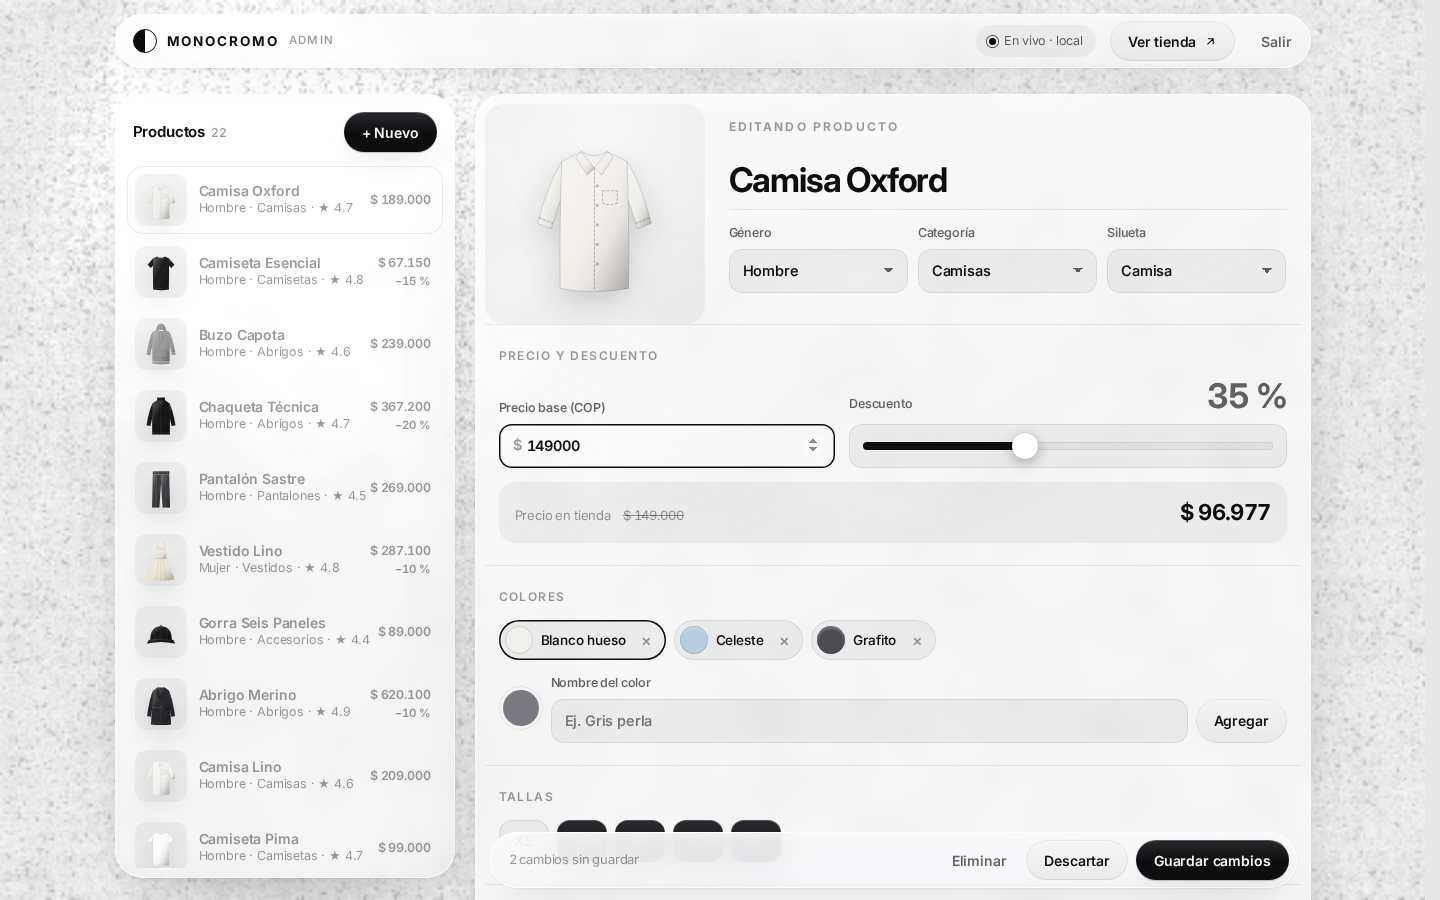 MONOCROMO ADMIN
En vivo · local
Ver tienda ↗
Salir
Productos 22
+ Nuevo
Camisa Oxford
Hombre · Camisas · ★ 4.7
$ 189.000
Camiseta Esencial
Hombre · Camisetas · ★ 4.8
$ 67.150
−15 %
Buzo Capota
Hombre · Abrigos · ★ 4.6
$ 239.000
Chaqueta Técnica
Hombre · Abrigos · ★ 4.7
$ 367.200
−20 %
Pantalón Sastre
Hombre · Pantalones · ★ 4.5
$ 269.000
Vestido Lino
Mujer · Vestidos · ★ 4.8
$ 287.100
−10 %
Gorra Seis Paneles
Hombre · Accesorios · ★ 4.4
$ 89.000
Abrigo Merino
Hombre · Abrigos · ★ 4.9
$ 620.100
−10 %
Camisa Lino
Hombre · Camisas · ★ 4.6
$ 209.000
Camiseta Pima
Hombre · Camisetas · ★ 4.7
$ 99.000
EDITANDO PRODUCTO
Camisa Oxford
Género
Hombre
Categoría
Camisas
Silueta
Camisa
PRECIO Y DESCUENTO
Precio base (COP)
$ 149000
Descuento
35 %
Precio en tienda $ 149.000
$ 96.977
COLORES
Blanco hueso ×
Celeste ×
Grafito ×
Nombre del color
Ej. Gris perla
Agregar
TALLAS
XS
2 cambios sin guardar
Eliminar
Descartar
Guardar cambios